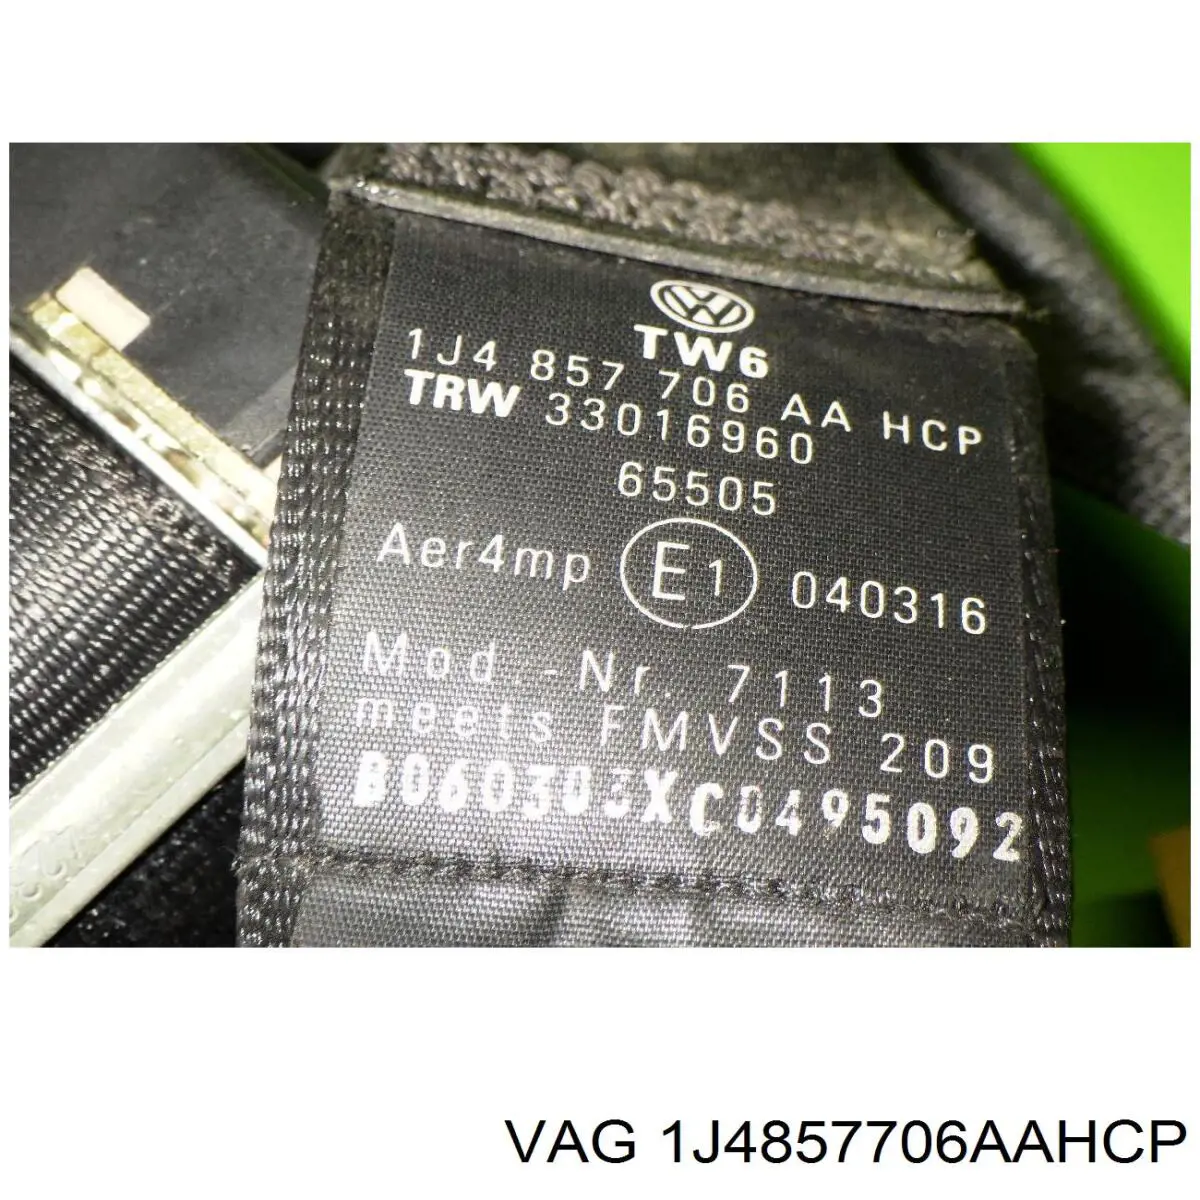 TW6
1J4 857 706 AA HCP
TRW 33016960
65505
Aer4mp E1 040316
Mod.-Nr. 7113
meets FMVSS 209
B060303XC0495092
VAG 1J4857706AAHCP